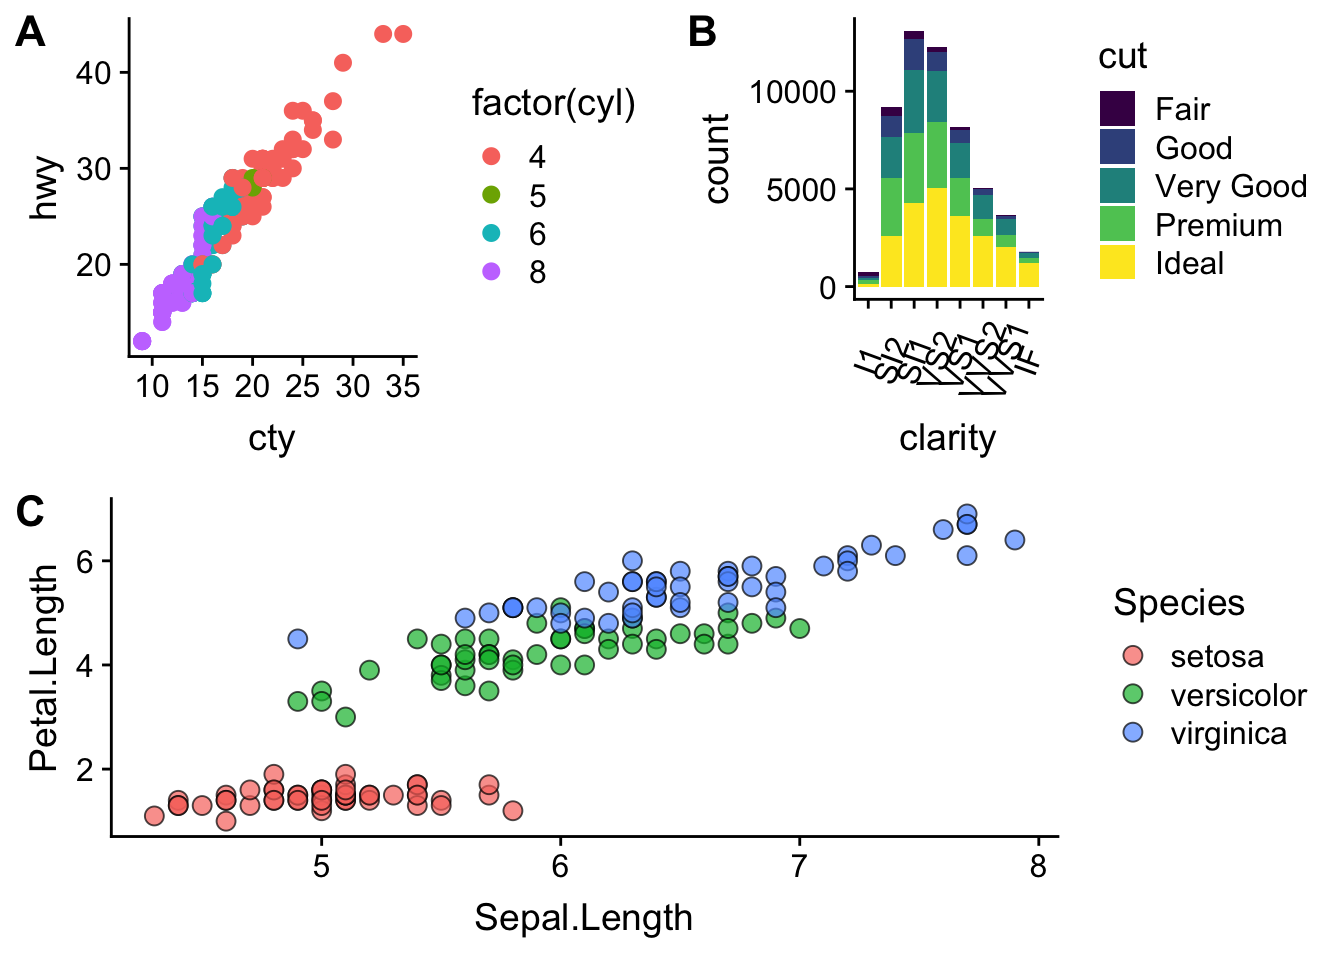 A
hwy
40
30
20
10 15 20 25 30 35
cty
factor(cyl)
4
5
6
8
B
count
10000
5000
0
I1 SI2 SI1 VS2 VS1 VVS2 VVS1 IF
clarity
cut
Fair
Good
Very Good
Premium
Ideal
C
Petal.Length
6
4
2
5 6 7 8
Sepal.Length
Species
setosa
versicolor
virginica